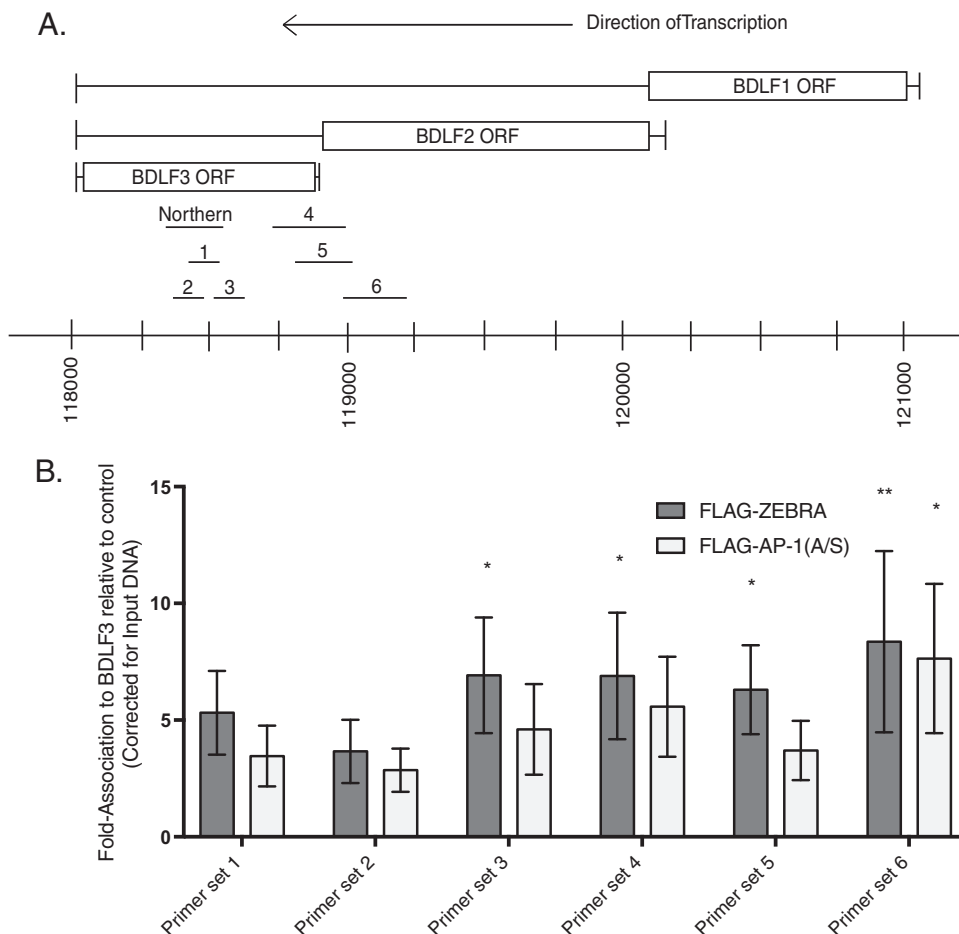 A.
Direction ofTranscription
BDLF1 ORF
BDLF2 ORF
BDLF3 ORF
Northern
4
1
5
2
3
6
118000
119000
120000
121000
B.
Fold-Association to BDLF3 relative to control
(Corrected for Input DNA)
15
10
5
0
FLAG-ZEBRA
FLAG-AP-1(A/S)
*
*
*
**
*
Primer set 1
Primer set 2
Primer set 3
Primer set 4
Primer set 5
Primer set 6